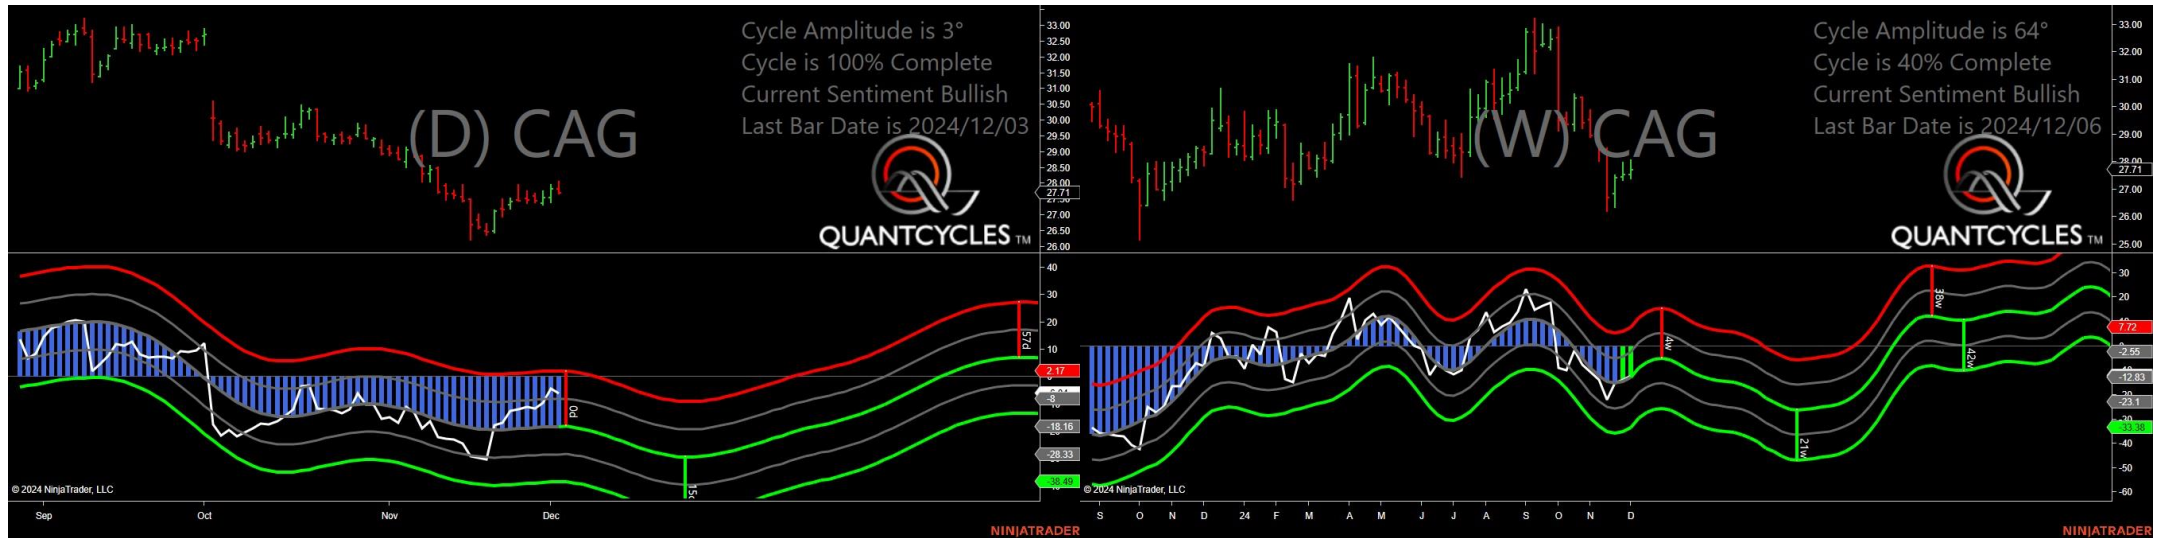 Cycle Amplitude is 3°
Cycle is 100% Complete
Current Sentiment Bullish
Last Bar Date is 2024/12/03
(D) CAG
QUANTCYCLES TM
33.00
32.50
32.00
31.50
31.00
30.50
30.00
29.50
29.00
28.50
28.00
27.71
27.00
26.50
26.00
40
30
20
10
2.17
-8
-18.16
-28.33
-38.49
p0
57d
© 2024 NinjaTrader, LLC
Sep Oct Nov Dec
NINJATRADER
Cycle Amplitude is 64°
Cycle is 40% Complete
Current Sentiment Bullish
Last Bar Date is 2024/12/06
(W) CAG
QUANTCYCLES TM
33.00
32.00
31.00
30.00
29.00
28.00
27.71
27.00
26.00
25.00
30
20
7.72
-2.55
-12.83
-23.1
-33.38
-40
-50
-60
4w
21w
38w
42w
© 2024 NinjaTrader, LLC
S O N D 24 F M A M J J A S O N D
NINJATRADER